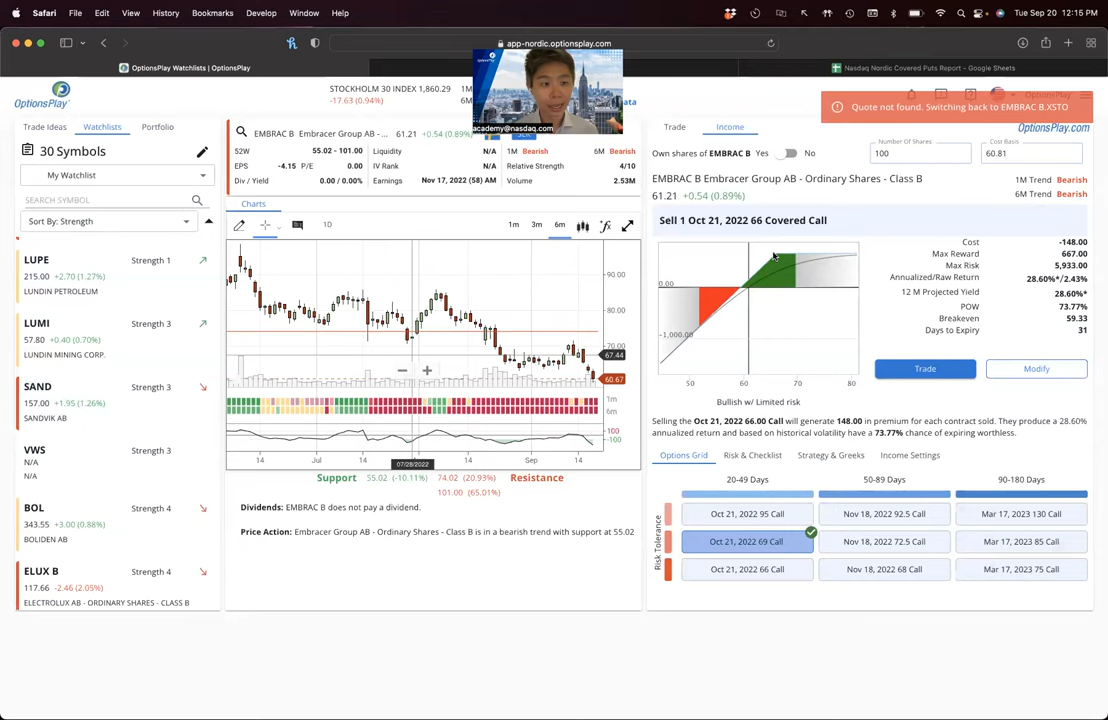 Safari File Edit View History Bookmarks Develop Window Help Tue Sep 20 12:15 PM
app-nordic.optionsplay.com
OptionsPlay Watchlists | OptionsPlay
Nasdaq Nordic Covered Puts Report – Google Sheets
OptionsPlay
STOCKHOLM 30 INDEX 1,860.29 1M
-17.63 (0.94%) 6M
academy@nasdaq.com
Quote not found. Switching back to EMBRAC B.XSTO
OptionsPlay.com
Trade Ideas Watchlists Portfolio
30 Symbols
My Watchlist
SEARCH SYMBOL
Sort By: Strength
LUPE Strength 1
215.00 +2.70 (1.27%)
LUNDIN PETROLEUM
LUMI Strength 3
57.80 +0.40 (0.70%)
LUNDIN MINING CORP.
SAND Strength 3
157.00 +1.95 (1.26%)
SANDVIK AB
VWS Strength 3
N/A
N/A
BOL Strength 4
343.55 +3.00 (0.88%)
BOLIDEN AB
ELUX B Strength 4
117.66 -2.46 (2.05%)
ELECTROLUX AB - ORDINARY SHARES - CLASS B
EMBRAC B Embracer Group AB - ... 61.21 +0.54 (0.89%)
52W 55.02 - 101.00 Liquidity N/A 1M Bearish 6M Bearish
EPS -4.15 P/E 0.00 IV Rank N/A Relative Strength 4/10
Div / Yield 0.00 / 0.00% Earnings Nov 17, 2022 (58) AM Volume 2.53M
Charts
1D 1m 3m 6m
90.00
80.00
70.00
67.44
60.67
1m
6m
100
-100
14 Jul 14 07/28/2022 14 Sep 14
Support 55.02 (-10.11%) 74.02 (20.93%) Resistance
101.00 (65.01%)
Dividends: EMBRAC B does not pay a dividend.
Price Action: Embracer Group AB - Ordinary Shares - Class B is in a bearish trend with support at 55.02
Trade Income
Own shares of EMBRAC B Yes No
Number Of Shares
100
Cost Basis
60.81
EMBRAC B Embracer Group AB - Ordinary Shares - Class B 1M Trend Bearish
61.21 +0.54 (0.89%) 6M Trend Bearish
Sell 1 Oct 21, 2022 66 Covered Call
0.00
-1,000.00
50 60 70 80
Bullish w/ Limited risk
Cost -148.00
Max Reward 667.00
Max Risk 5,933.00
Annualized/Raw Return 28.60%*/2.43%
12 M Projected Yield 28.60%*
POW 73.77%
Breakeven 59.33
Days to Expiry 31
Trade Modify
Selling the Oct 21, 2022 66.00 Call will generate 148.00 in premium for each contract sold. They produce a 28.60%
annualized return and based on historical volatility have a 73.77% chance of expiring worthless.
Options Grid Risk & Checklist Strategy & Greeks Income Settings
20-49 Days 50-89 Days 90-180 Days
Risk Tolerance
Oct 21, 2022 95 Call Nov 18, 2022 92.5 Call Mar 17, 2023 130 Call
Oct 21, 2022 69 Call Nov 18, 2022 72.5 Call Mar 17, 2023 85 Call
Oct 21, 2022 66 Call Nov 18, 2022 68 Call Mar 17, 2023 75 Call